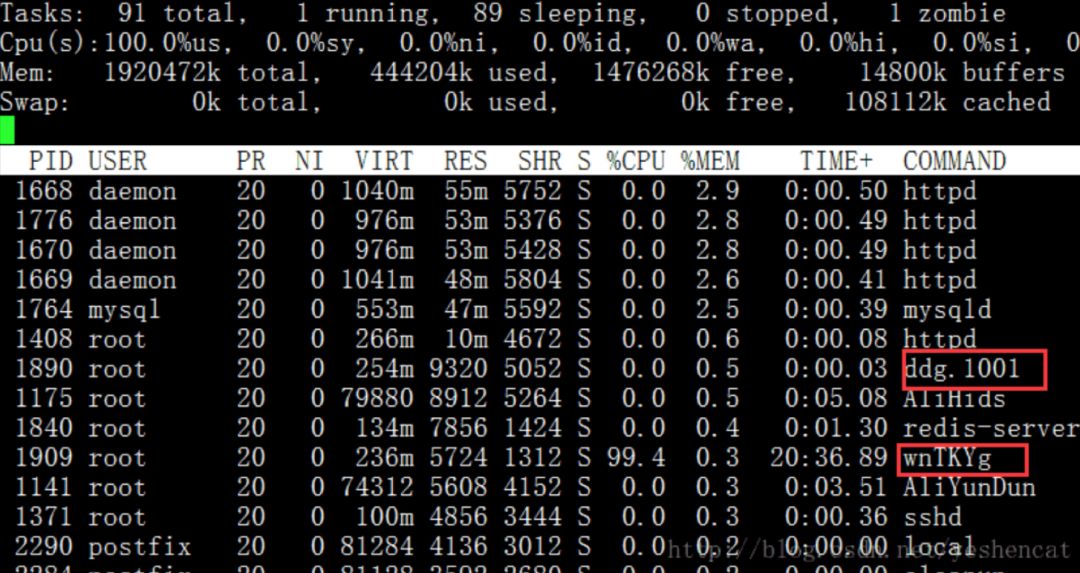 Tasks:  91 total,   1 running,  89 sleeping,   0 stopped,   1 zombie
Cpu(s):100.0%us,  0.0%sy,  0.0%ni,  0.0%id,  0.0%wa,  0.0%hi,  0.0%si,  0
Mem:   1920472k total,   444204k used,  1476268k free,    14800k buffers
Swap:        0k total,        0k used,        0k free,   108112k cached
PID USER      PR  NI  VIRT  RES  SHR S %CPU %MEM    TIME+  COMMAND
1668 daemon    20   0 1040m  55m 5752 S  0.0  2.9   0:00.50 httpd
1776 daemon    20   0  976m  53m 5376 S  0.0  2.8   0:00.49 httpd
1670 daemon    20   0  976m  53m 5428 S  0.0  2.8   0:00.49 httpd
1669 daemon    20   0 1041m  48m 5804 S  0.0  2.6   0:00.41 httpd
1764 mysql     20   0  553m  47m 5592 S  0.0  2.5   0:00.39 mysqld
1408 root      20   0  266m  10m 4672 S  0.0  0.6   0:00.08 httpd
1890 root      20   0  254m 9320 5052 S  0.0  0.5   0:00.03 ddg.1001
1175 root      20   0 79880 8912 5264 S  0.0  0.5   0:05.08 AliHids
1840 root      20   0  134m 7856 1424 S  0.0  0.4   0:01.30 redis-server
1909 root      20   0  236m 5724 1312 S 99.4  0.3  20:36.89 wnTKYg
1141 root      20   0 74312 5608 4152 S  0.0  0.3   0:03.51 AliYunDun
1371 root      20   0  100m 4856 3444 S  0.0  0.3   0:00.36 sshd
2290 postfix   20   0 81284 4136 3012 S  0.0  0.2   0:00.00 local